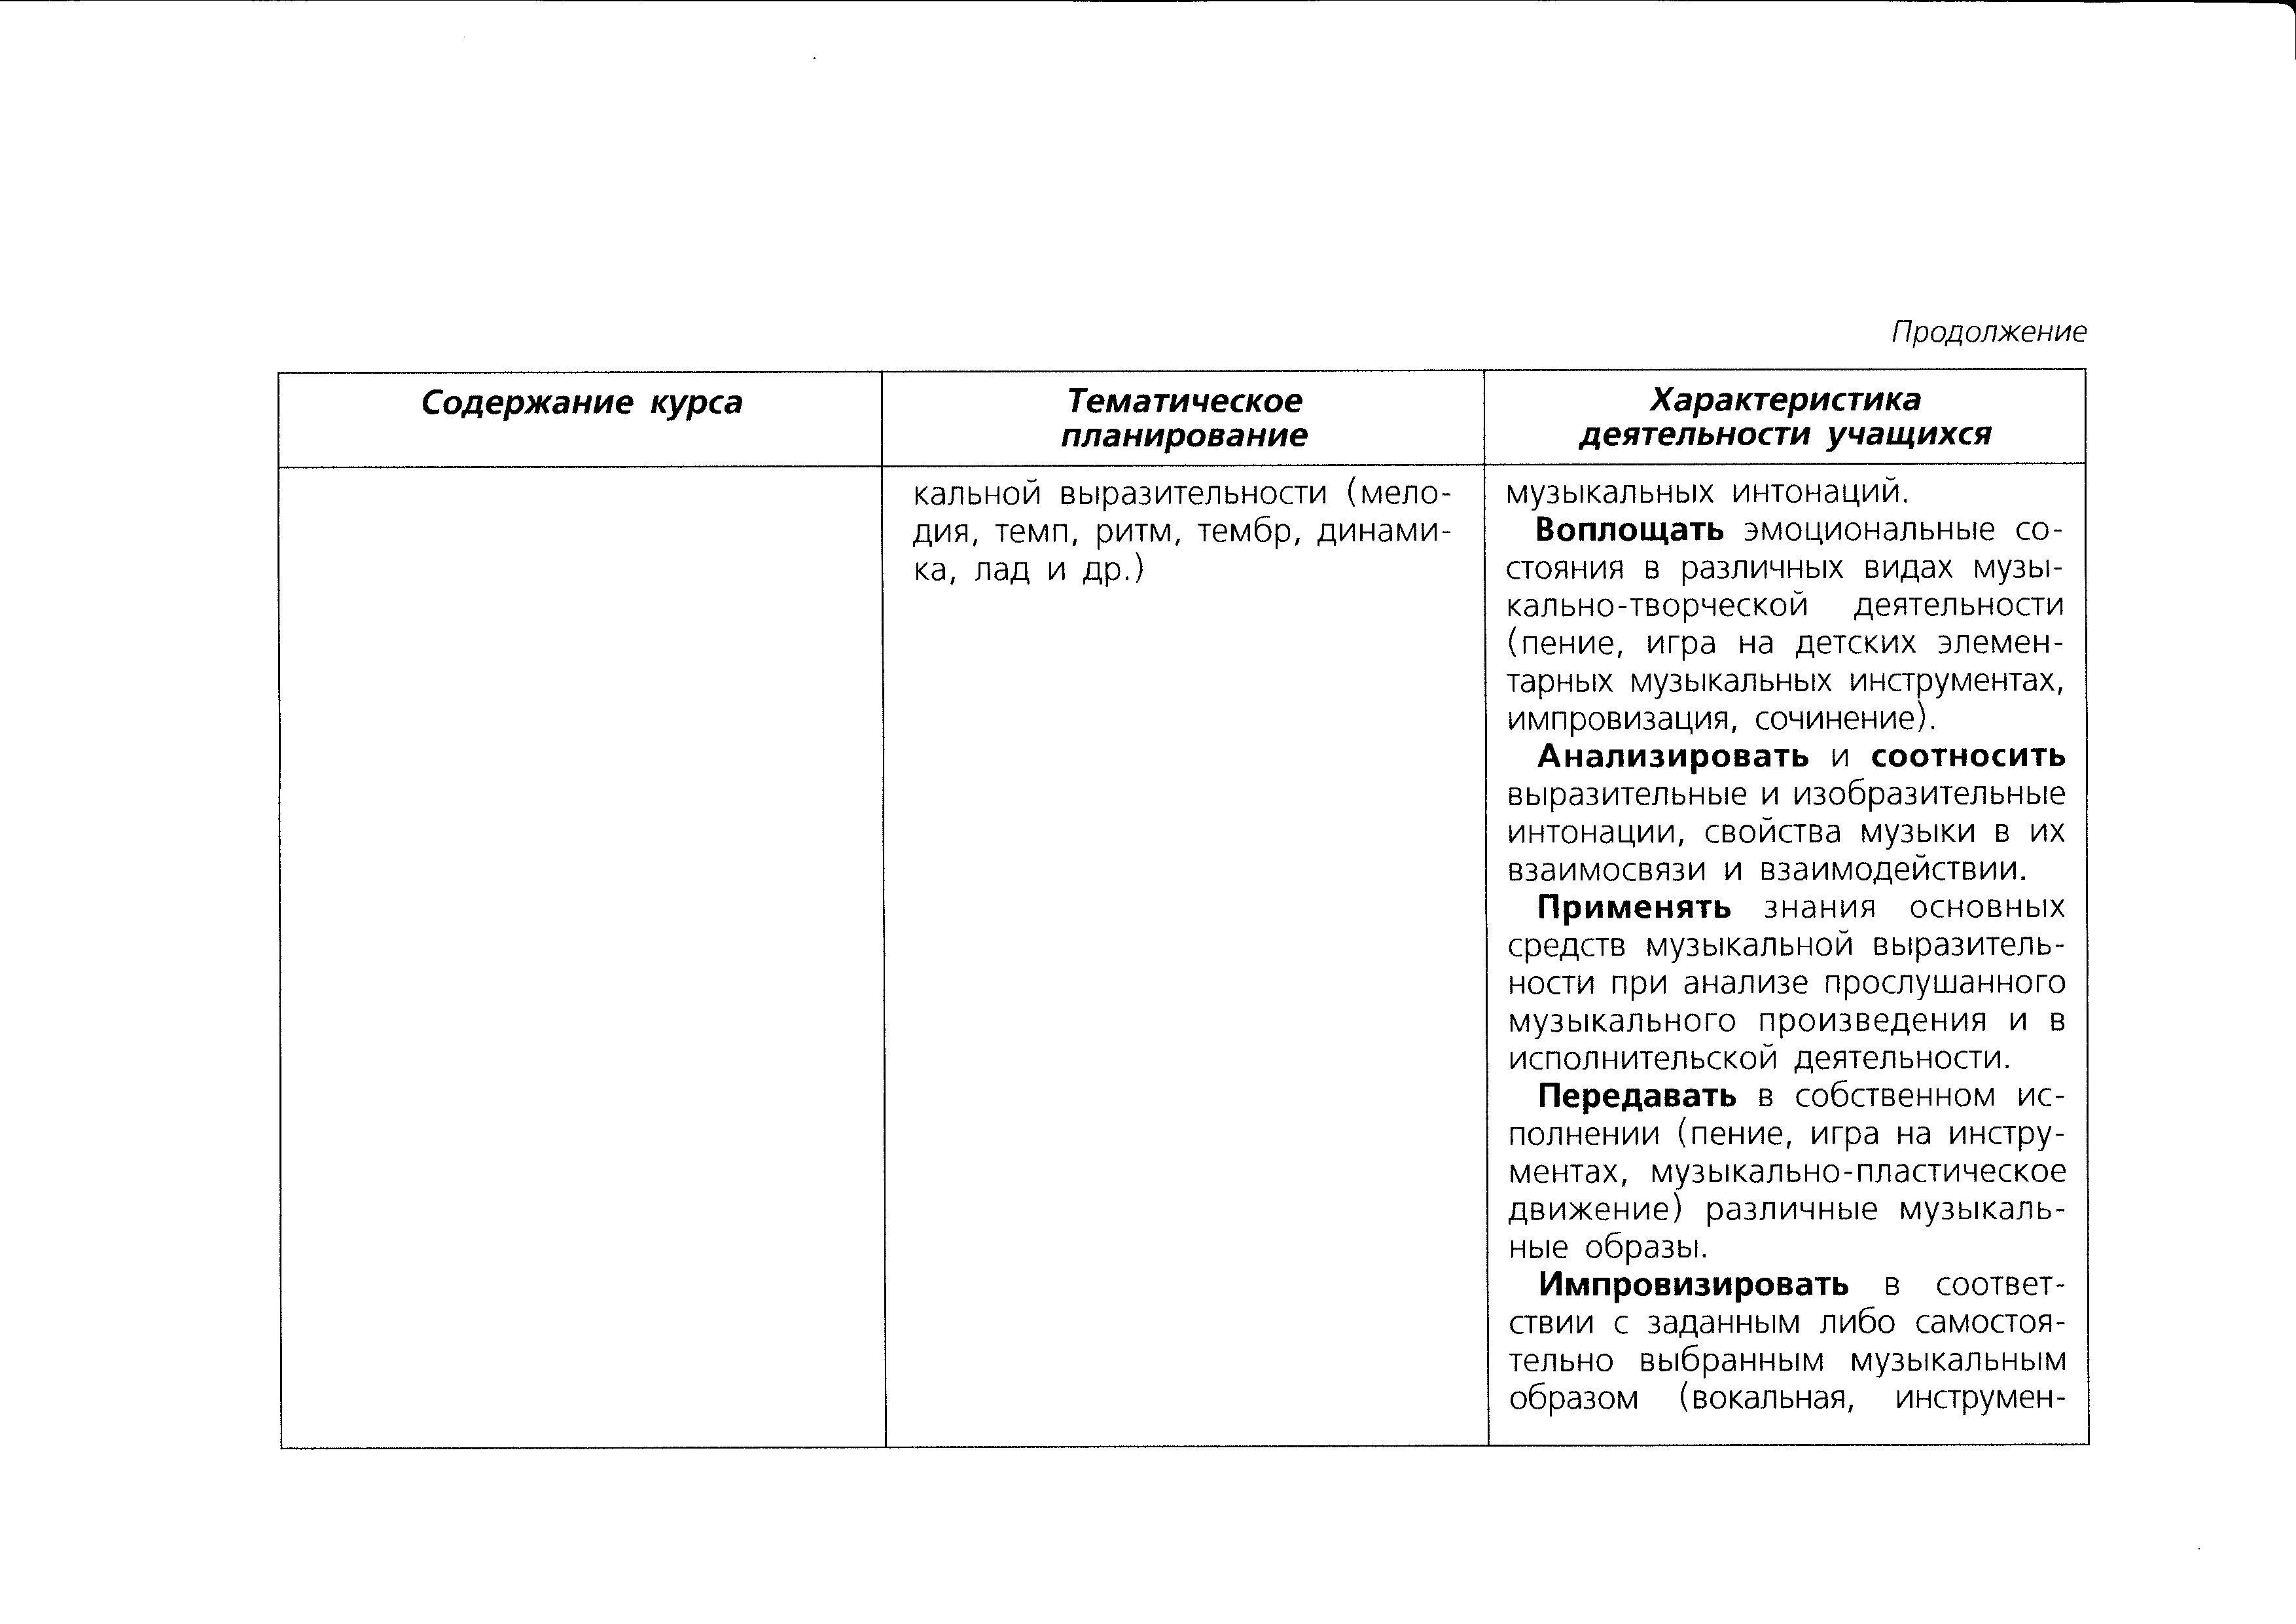 Продолжение
Содержание курса
Тематическое
планирование
Характеристика
деятельности учащихся
кальной выразительности (мело-
дия, темп, ритм, тембр, динами-
ка, лад и др.)
музыкальных интонаций.
Воплощать эмоциональные со-
стояния в различных видах музы-
кально-творческой деятельности
(пение, игра на детских элемен-
тарных музыкальных инструментах,
импровизация, сочинение).
Анализировать и соотносить
выразительные и изобразительные
интонации, свойства музыки в их
взаимосвязи и взаимодействии.
Применять знания основных
средств музыкальной выразитель-
ности при анализе прослушанного
музыкального произведения и в
исполнительской деятельности.
Передавать в собственном ис-
полнении (пение, игра на инстру-
ментах, музыкально-пластическое
движение) различные музыкаль-
ные образы.
Импровизировать в соответ-
ствии с заданным либо самостоя-
тельно выбранным музыкальным
образом (вокальная, инструмен-